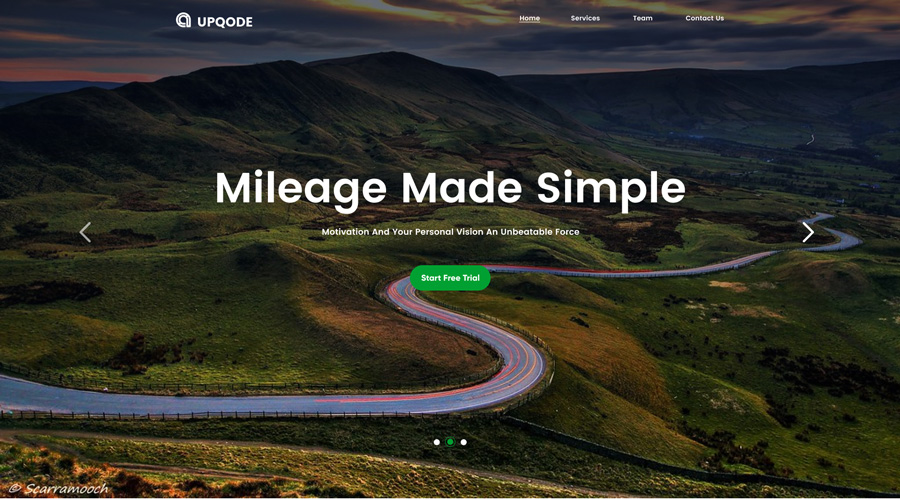 UPQODE
Home Services Team Contact Us
Mileage Made Simple
Motivation And Your Personal Vision An Unbeatable Force
Start Free Trial
© Scarramooch